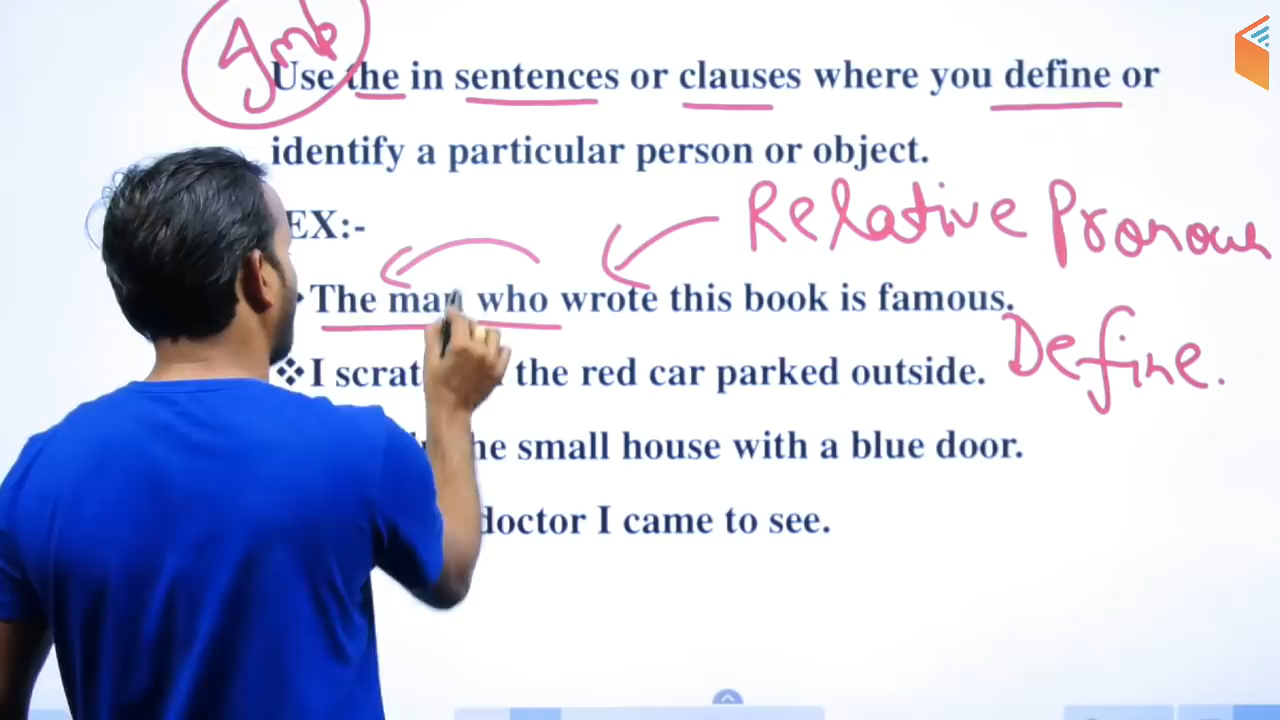 Imp
Use the in sentences or clauses where you define or
identify a particular person or object.
Relative Pronoun
EX:-
The man who wrote this book is famous.
Define.
❖ I the red car parked outside.
the small house with a blue door.
doctor I came to see.